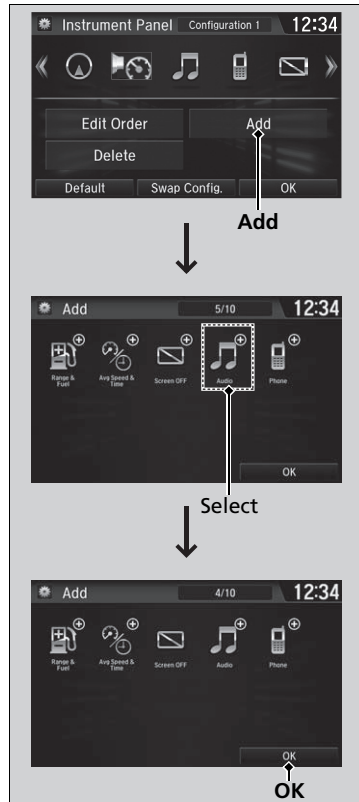 Instrument Panel Configuration 1 12:34
Edit Order Add
Delete
Default Swap Config. OK
Add
Add 5/10 12:34
Range & Fuel Avg Speed & Time Screen OFF Audio Phone
OK
Select
Add 4/10 12:34
Range & Fuel Avg Speed & Time Screen OFF Audio Phone
OK
OK